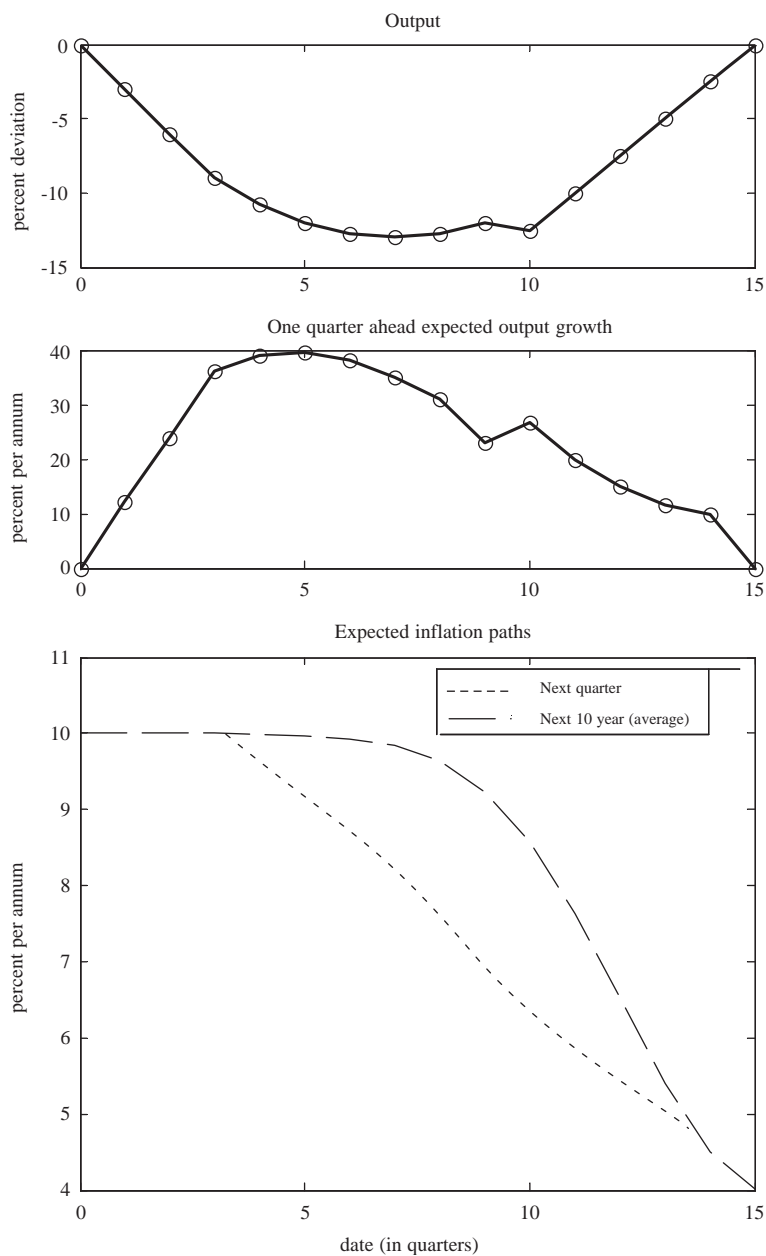 Output
0
-5
-10
-15
percent deviation
0 5 10 15
One quarter ahead expected output growth
40
30
20
10
0
percent per annum
0 5 10 15
Expected inflation paths
11
10
9
8
7
6
5
4
percent per annum
Next quarter
Next 10 year (average)
0 5 10 15
date (in quarters)